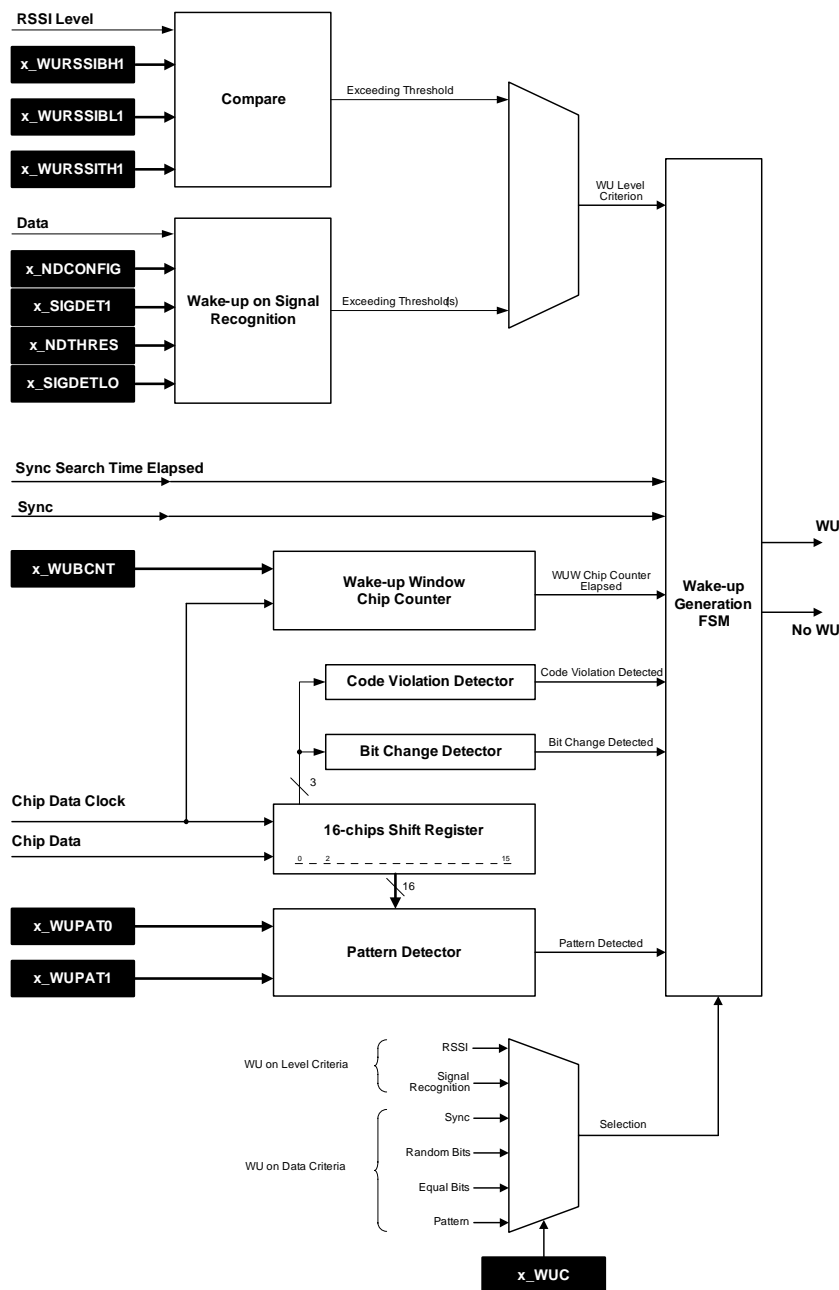 RSSI Level
x_WURSSIBH1
x_WURSSIBL1
x_WURSSITH1
Compare
Exceeding Threshold
WU Level
Criterion
Data
x_NDCONFIG
x_SIGDET1
x_NDTHRES
x_SIGDETLO
Wake-up on Signal
Recognition
Exceeding Threshold(s)
Sync Search Time Elapsed
Sync
x_WUBCNT
Wake-up Window
Chip Counter
WUW Chip Counter
Elapsed
Wake-up
Generation
FSM
WU
No WU
Code Violation Detector
Code Violation Detected
Bit Change Detector
Bit Change Detected
3
Chip Data Clock
Chip Data
16-chips Shift Register
0 2 15
16
x_WUPAT0
x_WUPAT1
Pattern Detector
Pattern Detected
WU on Level Criteria
RSSI
Signal
Recognition
WU on Data Criteria
Sync
Random Bits
Equal Bits
Pattern
Selection
x_WUC